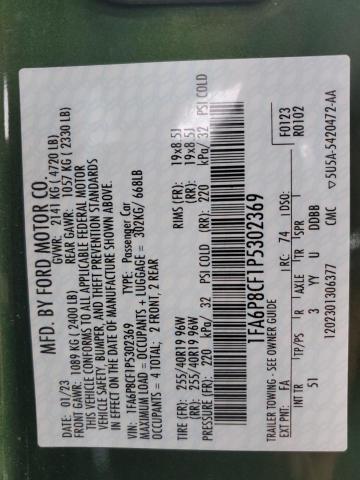 MFD. BY FORD MOTOR CO.
DATE: 01/23 GVWR: 2141 KG ( 4720 LB)
FRONT GAWR: 1089 KG (2400 LB) REAR GAWR: 1057 KG ( 2330 LB)
THIS VEHICLE CONFORMS TO ALL APPLICABLE FEDERAL MOTOR
VEHICLE SAFETY, BUMPER, AND THEFT PREVENTION STANDARDS
IN EFFECT ON THE DATE OF MANUFACTURE SHOWN ABOVE.
VIN: 1FA6P8CF1P5302369 TYPE: Passenger Car
MAXIMUM LOAD = OCCUPANTS + LUGGAGE = 302KG/ 668LB
OCCUPANTS = 4 TOTAL; 2 FRONT, 2 REAR
TIRE (FR): 255/40R19 96W RIMS (FR): 19x8.5J
(RR): 255/40R19 96W (RR): 19x8.5J
PRESSURE (FR): 220 kPa/ 32 PSI COLD (RR): 220 kPa/ 32 PSI COLD
1FA6P8CF1P5302369
TRAILER TOWING - SEE OWNER GUIDE F0123
EXT PNT: FA RC: 74 DSO: R0102
INT TR TP/PS R AXLE TR SPR
51 3 YY U DDBB
1202301306377 CMC ▽5U5A-5420472-AA